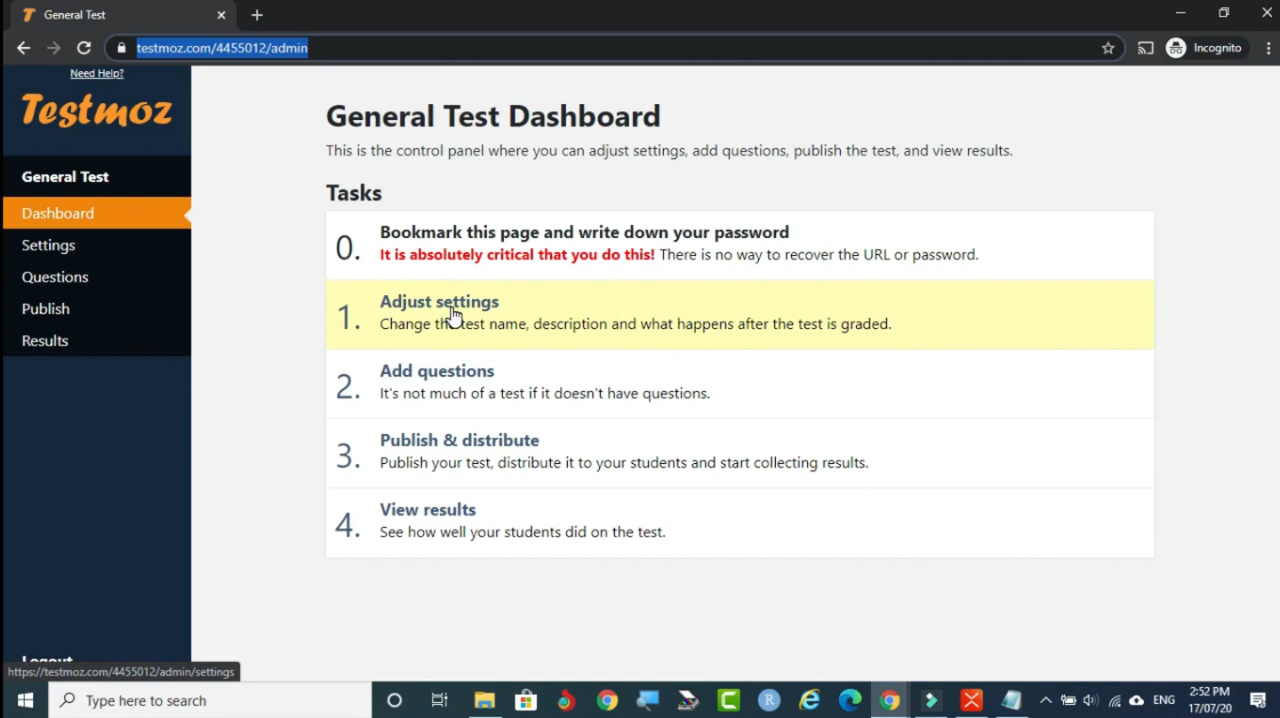 General Test
testmoz.com/4455012/admin
Incognito
Need Help?
Testmoz
General Test
Dashboard
Settings
Questions
Publish
Results
Logout
General Test Dashboard
This is the control panel where you can adjust settings, add questions, publish the test, and view results.
Tasks
0.
Bookmark this page and write down your password
It is absolutely critical that you do this! There is no way to recover the URL or password.
1.
Adjust settings
Change the test name, description and what happens after the test is graded.
2.
Add questions
It's not much of a test if it doesn't have questions.
3.
Publish & distribute
Publish your test, distribute it to your students and start collecting results.
4.
View results
See how well your students did on the test.
https://testmoz.com/4455012/admin/settings
Type here to search
ENG
2:52 PM
17/07/20